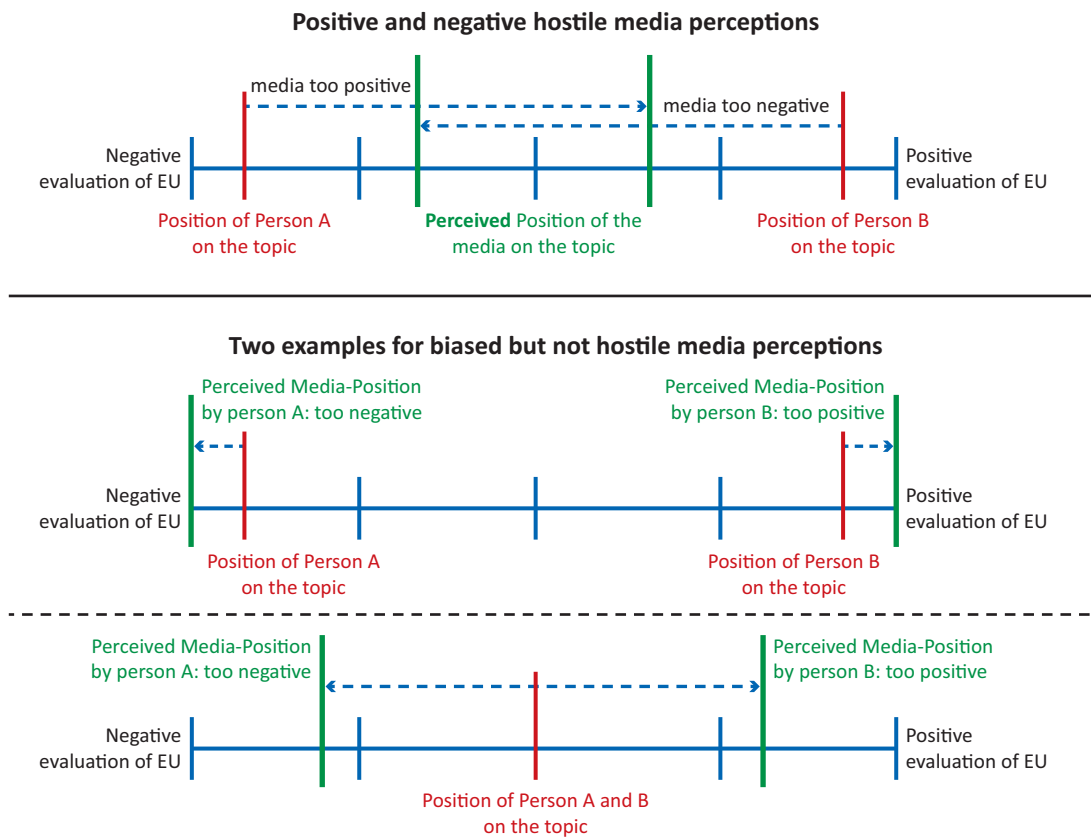 Positive and negative hostile media perceptions
media too positive
media too negative
Negative
evaluation of EU
Positive
evaluation of EU
Position of Person A
on the topic
Perceived Position of the
media on the topic
Position of Person B
on the topic
Two examples for biased but not hostile media perceptions
Perceived Media-Position
by person A: too negative
Perceived Media-Position
by person B: too positive
Negative
evaluation of EU
Positive
evaluation of EU
Position of Person A
on the topic
Position of Person B
on the topic
Perceived Media-Position
by person A: too negative
Perceived Media-Position
by person B: too positive
Negative
evaluation of EU
Positive
evaluation of EU
Position of Person A and B
on the topic